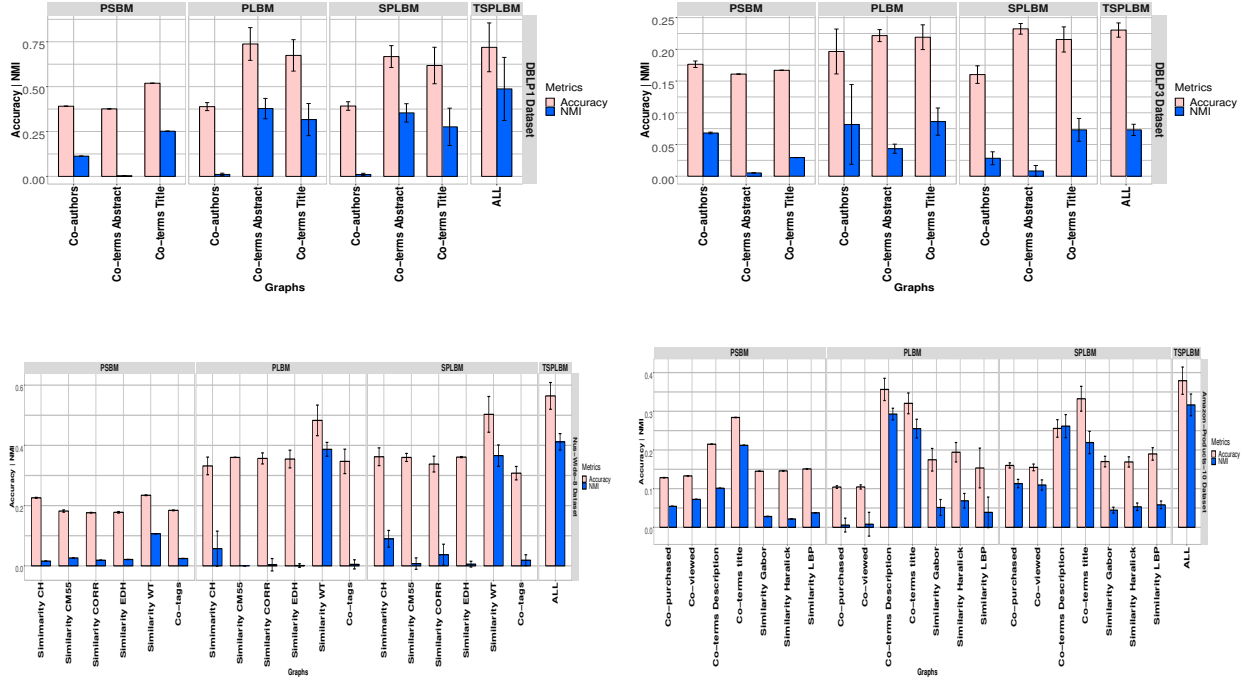 PSBM PLBM SPLBM TSPLBM
Accuracy | NMI
0.75
0.50
0.25
0.00
DBLP1 Dataset
Metrics
Accuracy
NMI
Co-authors
Co-terms Abstract
Co-terms Title
Co-authors
Co-terms Abstract
Co-terms Title
Co-authors
Co-terms Abstract
Co-terms Title
ALL
Graphs
PSBM PLBM SPLBM TSPLBM
Accuracy | NMI
0.25
0.20
0.15
0.10
0.05
0.00
DBLP3 Dataset
Metrics
Accuracy
NMI
Co-authors
Co-terms Abstract
Co-terms Title
Co-authors
Co-terms Abstract
Co-terms Title
Co-authors
Co-terms Abstract
Co-terms Title
ALL
Graphs
PSBM PLBM SPLBM TSPLBM
Accuracy | NMI
0.6
0.4
0.2
0.0
Nus-Wide-8 Dataset
Metrics
Accuracy
NMI
Simimarity CH
Similarity CM55
Similarity CORR
Similarity EDH
Similarity WT
Co-tags
Simimarity CH
Similarity CM55
Similarity CORR
Similarity EDH
Similarity WT
Co-tags
Simimarity CH
Similarity CM55
Similarity CORR
Similarity EDH
Similarity WT
Co-tags
ALL
Graphs
PSBM PLBM SPLBM TSPLBM
Accuracy | NMI
0.4
0.3
0.2
0.1
0.0
Amazon-Products-10 Dataset
Metrics
Accuracy
NMI
Co-purchased
Co-viewed
Co-terms Description
Co-terms title
Similarity Gabor
Similarity Haralick
Similarity LBP
Co-purchased
Co-viewed
Co-terms Description
Co-terms title
Similarity Gabor
Similarity Haralick
Similarity LBP
Co-purchased
Co-viewed
Co-terms Description
Co-terms title
Similarity Gabor
Similarity Haralick
Similarity LBP
ALL
Graphs